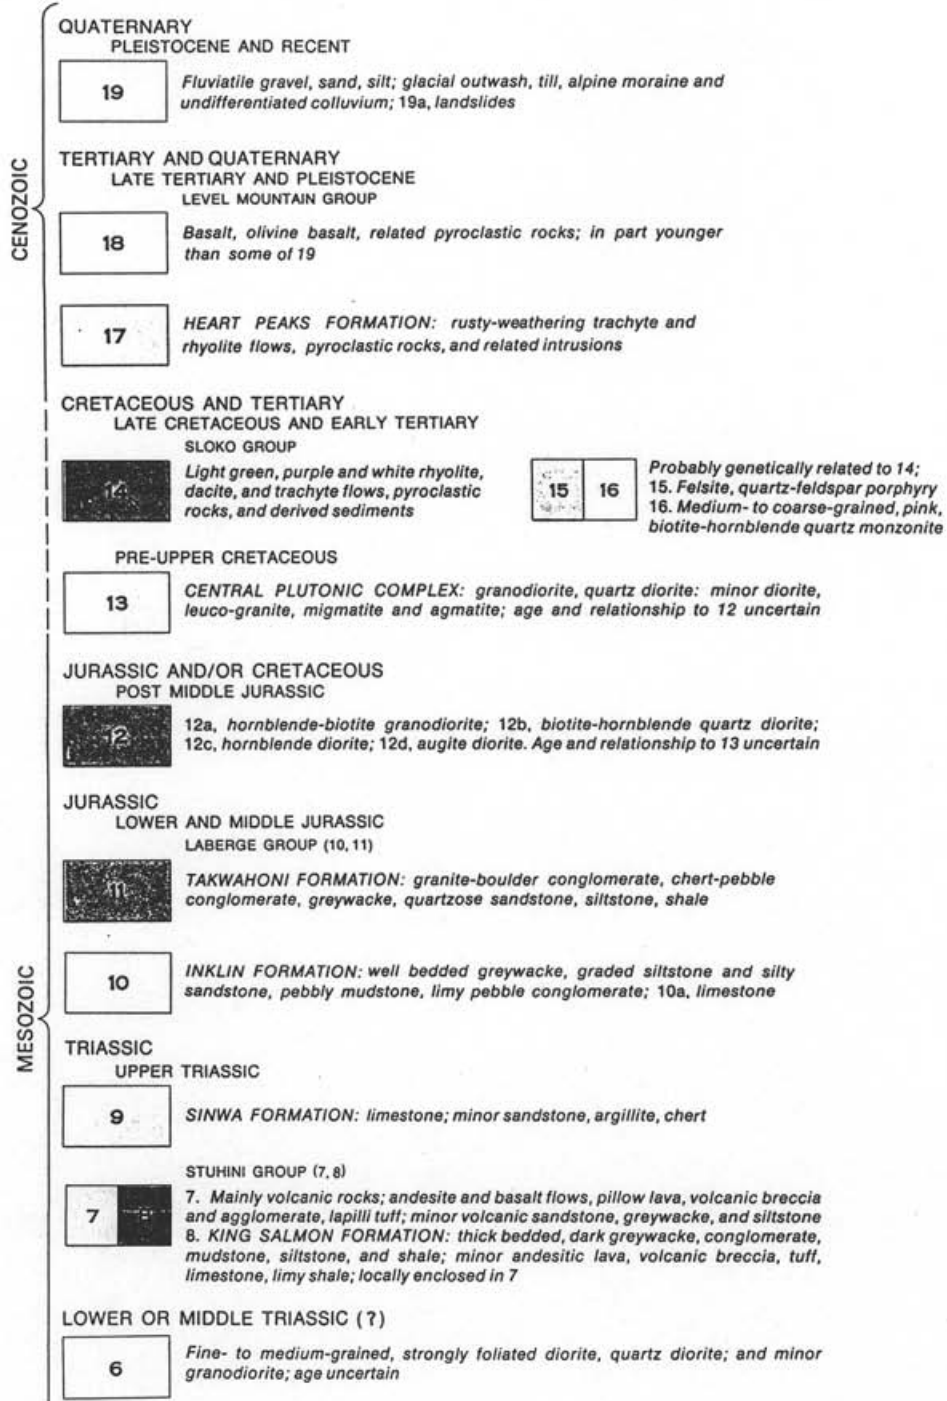 QUATERNARY
PLEISTOCENE AND RECENT
19
Fluviatile gravel, sand, silt; glacial outwash, till, alpine moraine and
undifferentiated colluvium; 19a, landslides
CENOZOIC
TERTIARY AND QUATERNARY
LATE TERTIARY AND PLEISTOCENE
LEVEL MOUNTAIN GROUP
18
Basalt, olivine basalt, related pyroclastic rocks; in part younger
than some of 19
17
HEART PEAKS FORMATION: rusty-weathering trachyte and
rhyolite flows, pyroclastic rocks, and related intrusions
CRETACEOUS AND TERTIARY
LATE CRETACEOUS AND EARLY TERTIARY
SLOKO GROUP
14
Light green, purple and white rhyolite,
dacite, and trachyte flows, pyroclastic
rocks, and derived sediments
15 16
Probably genetically related to 14;
15. Felsite, quartz-feldspar porphyry
16. Medium- to coarse-grained, pink,
biotite-hornblende quartz monzonite
PRE-UPPER CRETACEOUS
13
CENTRAL PLUTONIC COMPLEX: granodiorite, quartz diorite: minor diorite,
leuco-granite, migmatite and agmatite; age and relationship to 12 uncertain
JURASSIC AND/OR CRETACEOUS
POST MIDDLE JURASSIC
12
12a, hornblende-biotite granodiorite; 12b, biotite-hornblende quartz diorite;
12c, hornblende diorite; 12d, augite diorite. Age and relationship to 13 uncertain
JURASSIC
LOWER AND MIDDLE JURASSIC
LABERGE GROUP (10, 11)
11
TAKWAHONI FORMATION: granite-boulder conglomerate, chert-pebble
conglomerate, greywacke, quartzose sandstone, siltstone, shale
MESOZOIC
10
INKLIN FORMATION: well bedded greywacke, graded siltstone and silty
sandstone, pebbly mudstone, limy pebble conglomerate; 10a, limestone
TRIASSIC
UPPER TRIASSIC
9
SINWA FORMATION: limestone; minor sandstone, argillite, chert
STUHINI GROUP (7, 8)
7
7. Mainly volcanic rocks; andesite and basalt flows, pillow lava, volcanic breccia
and agglomerate, lapilli tuff; minor volcanic sandstone, greywacke, and siltstone
8. KING SALMON FORMATION: thick bedded, dark greywacke, conglomerate,
mudstone, siltstone, and shale; minor andesitic lava, volcanic breccia, tuff,
limestone, limy shale; locally enclosed in 7
LOWER OR MIDDLE TRIASSIC (?)
6
Fine- to medium-grained, strongly foliated diorite, quartz diorite; and minor
granodiorite; age uncertain